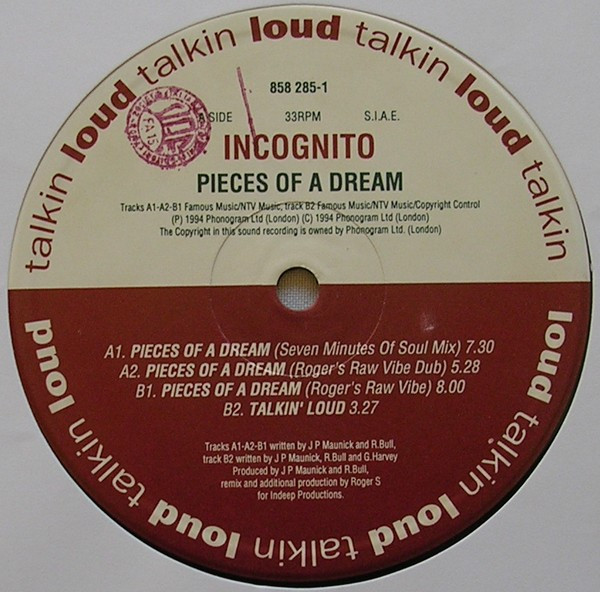 talkin loud talkin loud talkin loud talkin
858 285-1
A SIDE 33RPM S.I.A.E.
INCOGNITO
PIECES OF A DREAM
Tracks A1-A2-B1 Famous Music/NTV Music, track B2 Famous Music/NTV Music/Copyright Control
(P) 1994 Phonogram Ltd (London) (C) 1994 Phonogram Ltd (London)
The Copyright in this sound recording is owned by Phonogram Ltd. (London)
A1. PIECES OF A DREAM (Seven Minutes Of Soul Mix) 7.30
A2. PIECES OF A DREAM (Roger's Raw Vibe Dub) 5.28
B1. PIECES OF A DREAM (Roger's Raw Vibe) 8.00
B2. TALKIN' LOUD 3.27
Tracks A1-A2-B1 written by J P Maunick and R.Bull,
track B2 written by J P Maunick, R.Bull and G.Harvey
Produced by J P Maunick and R.Bull,
remix and additional production by Roger S
for Indeep Productions.
loud talkin loud talkin loud talkin loud